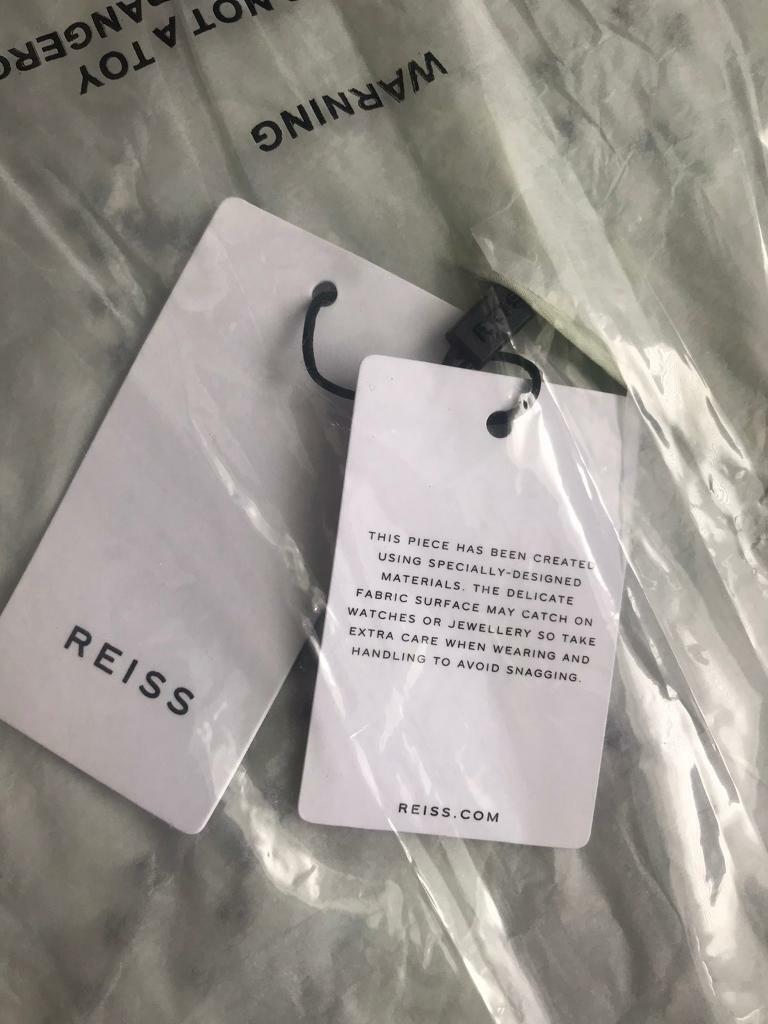 NOT A TOY
WARNING
REISS
THIS PIECE HAS BEEN CREATED
USING SPECIALLY-DESIGNED
MATERIALS. THE DELICATE
FABRIC SURFACE MAY CATCH ON
WATCHES OR JEWELLERY SO TAKE
EXTRA CARE WHEN WEARING AND
HANDLING TO AVOID SNAGGING.
REISS.COM